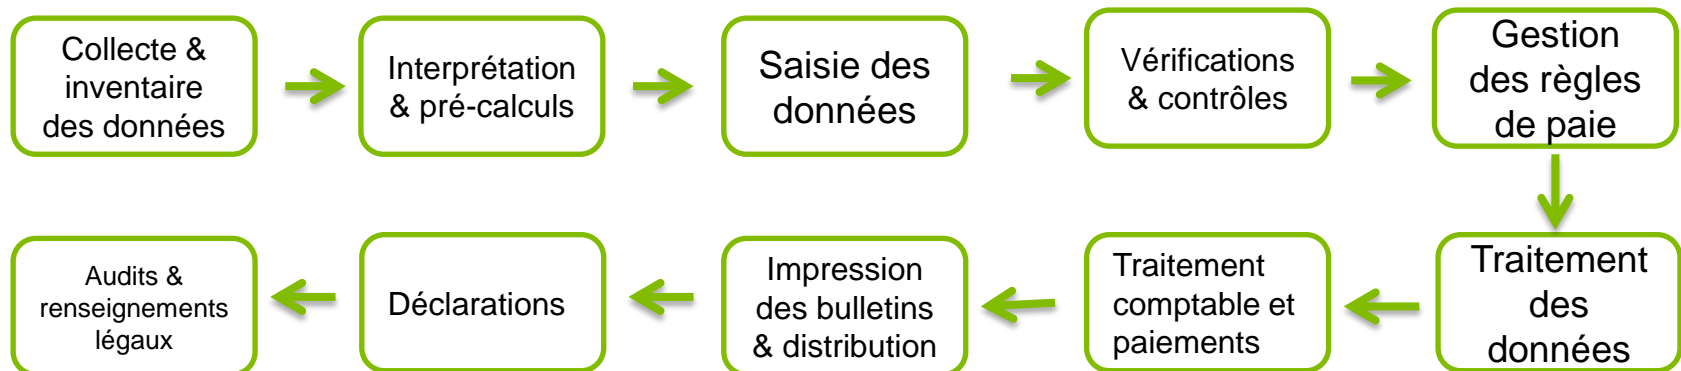 Collecte &
inventaire
des données
Interprétation
& pré-calculs
Saisie des
données
Vérifications
& contrôles
Gestion
des règles
de paie
Traitement
des
données
Traitement
comptable et
paiements
Impression
des bulletins
& distribution
Déclarations
Audits &
renseignements
légaux